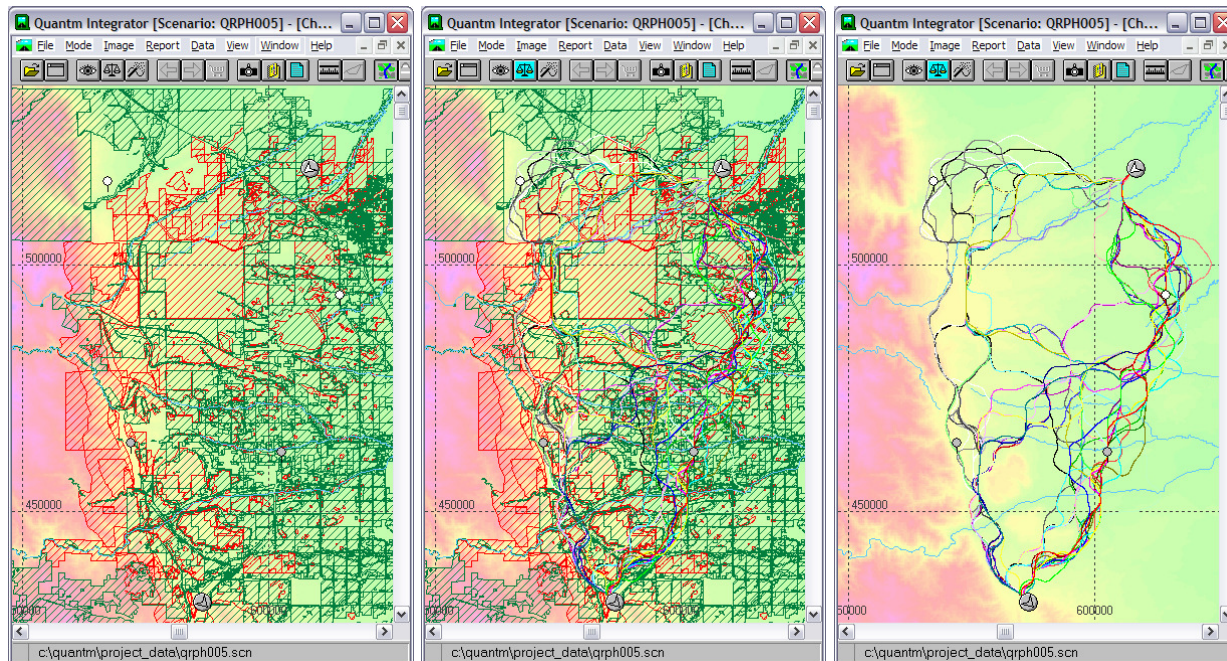 Quantm Integrator [Scenario: QRPH005] - [Ch...
File Mode Image Report Data View Window Help
500000
450000
600000
c:\quantm\project_data\qrph005.scn
Quantm Integrator [Scenario: QRPH005] - [Ch...
File Mode Image Report Data View Window Help
500000
450000
600000
c:\quantm\project_data\qrph005.scn
Quantm Integrator [Scenario: QRPH005] - [Ch...
File Mode Image Report Data View Window Help
500000
450000
600000
c:\quantm\project_data\qrph005.scn